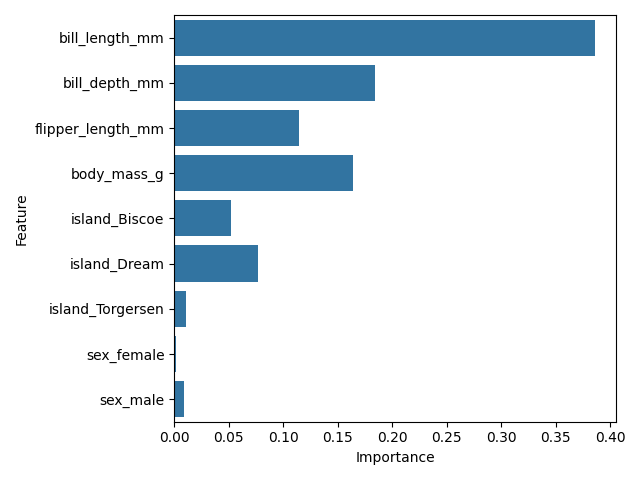 bill_length_mm
bill_depth_mm
flipper_length_mm
body_mass_g
island_Biscoe
island_Dream
island_Torgersen
sex_female
sex_male
Feature
0.00 0.05 0.10 0.15 0.20 0.25 0.30 0.35 0.40
Importance